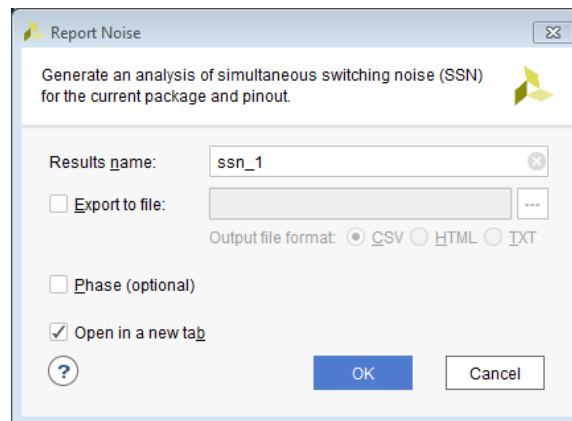 Report Noise
Generate an analysis of simultaneous switching noise (SSN)
for the current package and pinout.
Results name: ssn_1
Export to file: ...
Output file format: CSV HTML TXT
Phase (optional)
Open in a new tab
? OK Cancel